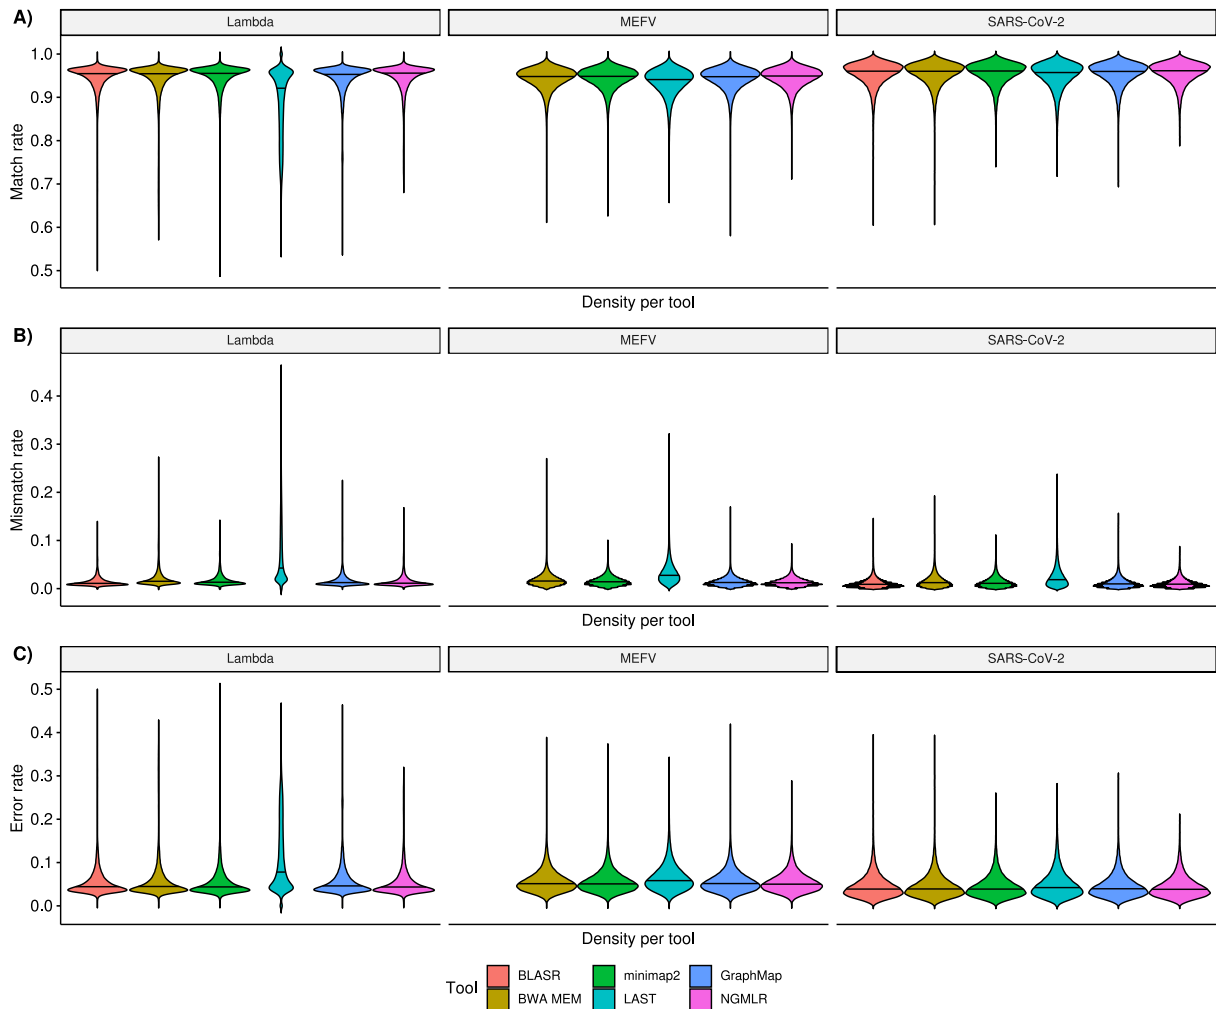 A)
Lambda
MEFV
SARS-CoV-2
Match rate
1.0
0.9
0.8
0.7
0.6
0.5
Density per tool
B)
Lambda
MEFV
SARS-CoV-2
Mismatch rate
0.4
0.3
0.2
0.1
0.0
Density per tool
C)
Lambda
MEFV
SARS-CoV-2
Error rate
0.5
0.4
0.3
0.2
0.1
0.0
Density per tool
Tool
BLASR
minimap2
GraphMap
BWA MEM
LAST
NGMLR